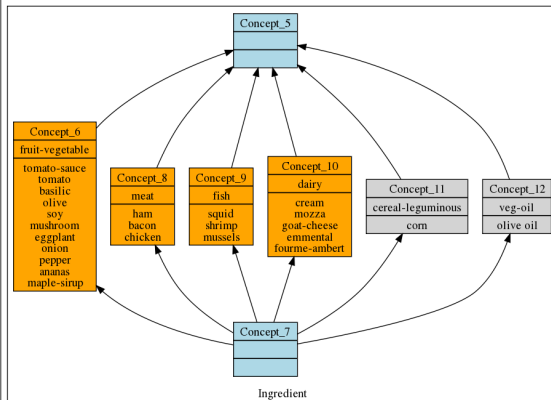 Concept_5
Concept_6
fruit-vegetable
tomato-sauce
tomato
basilic
olive
soy
mushroom
eggplant
onion
pepper
ananas
maple-sirup
Concept_8
meat
ham
bacon
chicken
Concept_9
fish
squid
shrimp
mussels
Concept_10
dairy
cream
mozza
goat-cheese
emmental
fourme-ambert
Concept_11
cereal-leguminous
corn
Concept_12
veg-oil
olive oil
Concept_7
Ingredient